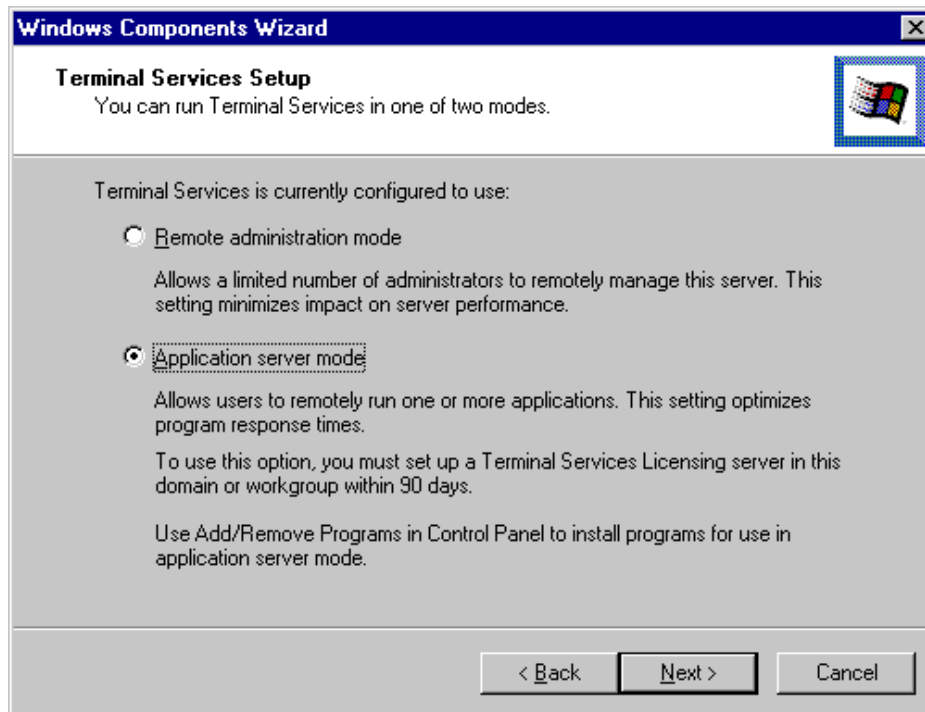 Windows Components Wizard
Terminal Services Setup
You can run Terminal Services in one of two modes.
Terminal Services is currently configured to use:
Remote administration mode
Allows a limited number of administrators to remotely manage this server. This
setting minimizes impact on server performance.
Application server mode
Allows users to remotely run one or more applications. This setting optimizes
program response times.
To use this option, you must set up a Terminal Services Licensing server in this
domain or workgroup within 90 days.
Use Add/Remove Programs in Control Panel to install programs for use in
application server mode.
< Back
Next >
Cancel